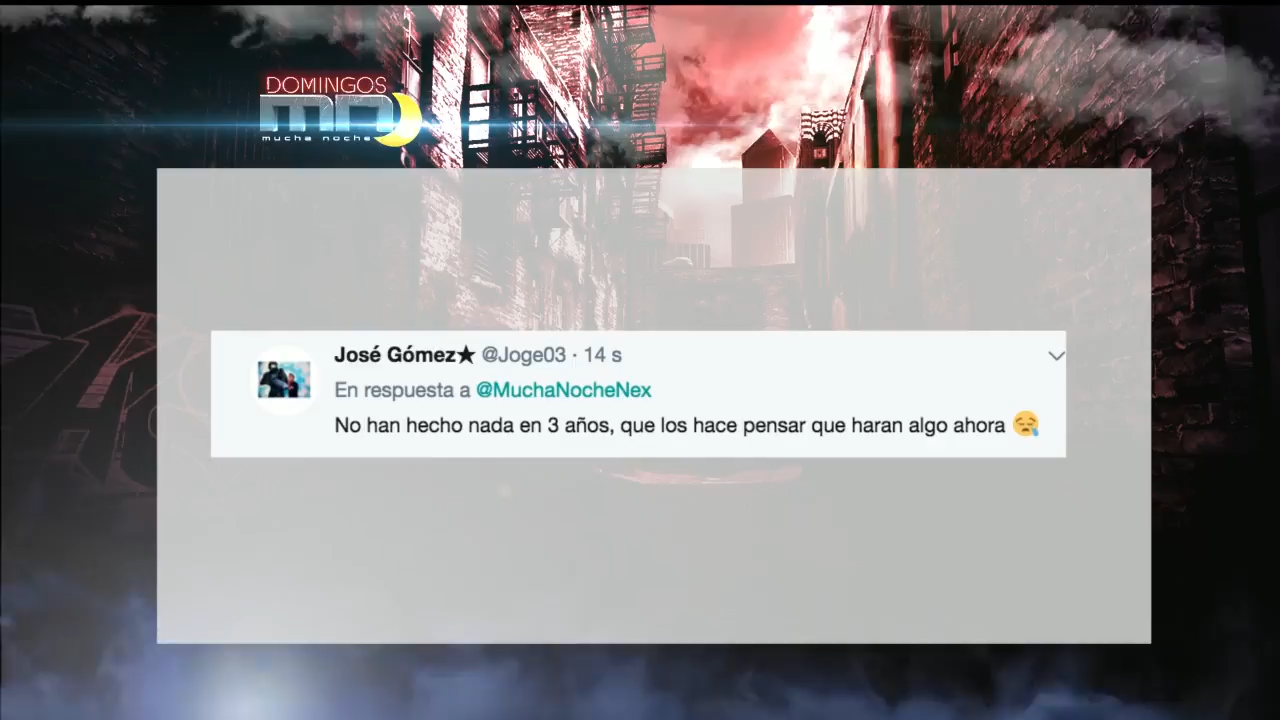 DOMINGOS
MN
mucha noche
José Gómez★ @Joge03 · 14 s
En respuesta a @MuchaNocheNex
No han hecho nada en 3 años, que los hace pensar que haran algo ahora 😪